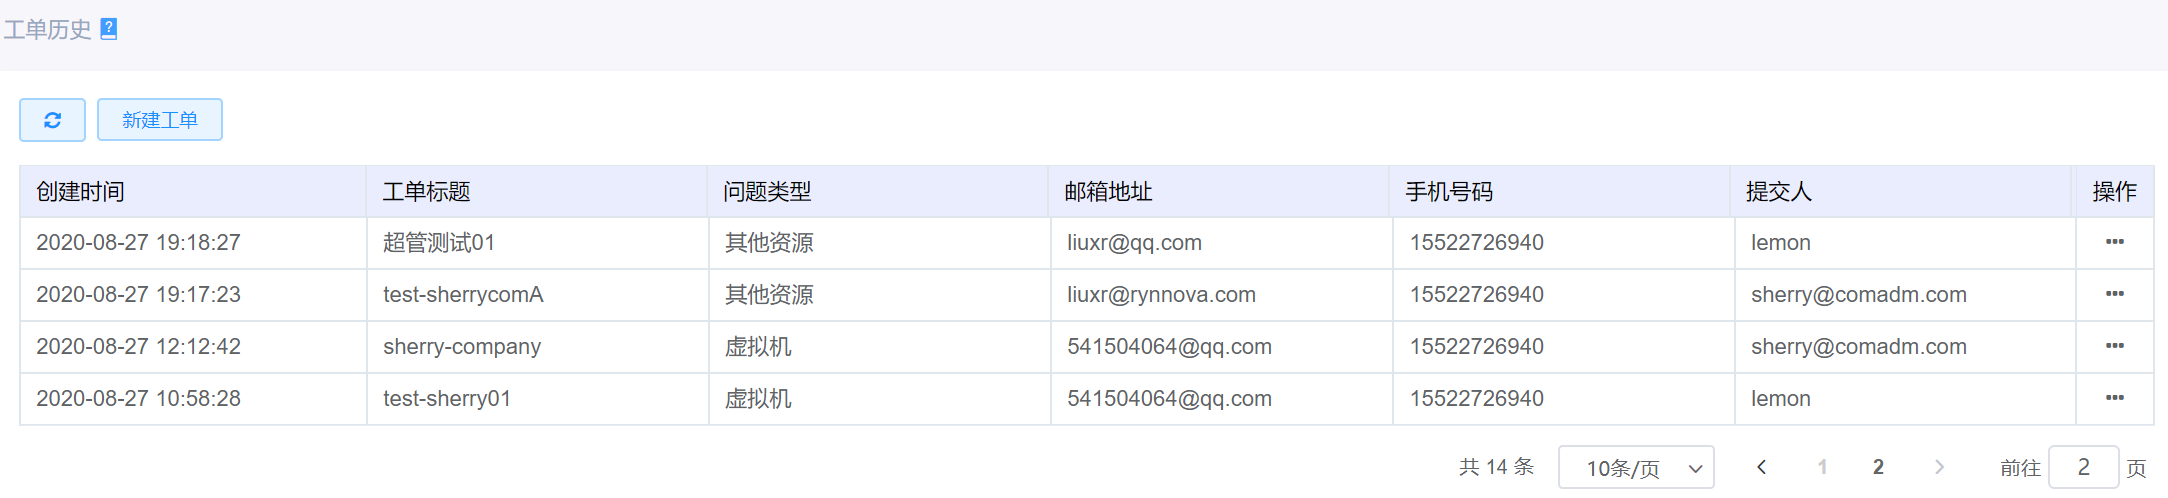 工单历史
新建工单
创建时间 工单标题 问题类型 邮箱地址 手机号码 提交人 操作
2020-08-27 19:18:27 超管测试01 其他资源 liuxr@qq.com 15522726940 lemon
2020-08-27 19:17:23 test-sherrycomA 其他资源 liuxr@rynnova.com 15522726940 sherry@comadm.com
2020-08-27 12:12:42 sherry-company 虚拟机 541504064@qq.com 15522726940 sherry@comadm.com
2020-08-27 10:58:28 test-sherry01 虚拟机 541504064@qq.com 15522726940 lemon
共 14 条 10条/页 1 2 前往 2 页